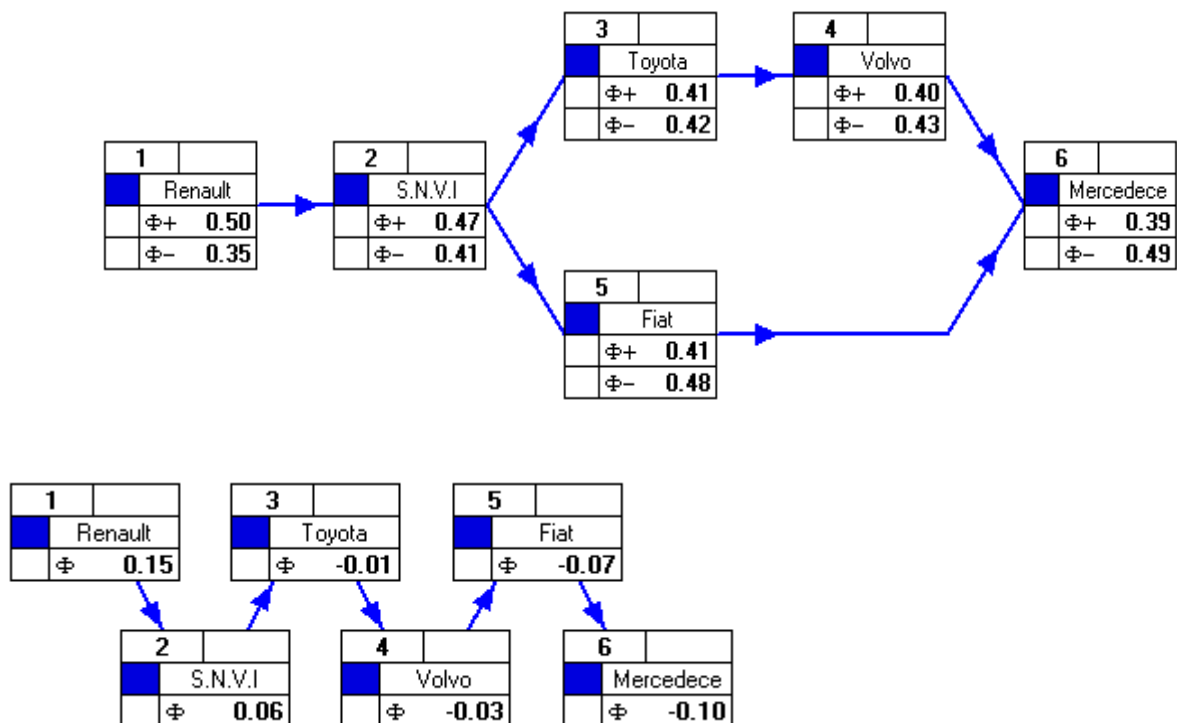 1
Renault
Φ+ 0.50
Φ− 0.35
2
S.N.V.I
Φ+ 0.47
Φ− 0.41
3
Toyota
Φ+ 0.41
Φ− 0.42
4
Volvo
Φ+ 0.40
Φ− 0.43
5
Fiat
Φ+ 0.41
Φ− 0.48
6
Mercedece
Φ+ 0.39
Φ− 0.49
1
Renault
Φ 0.15
2
S.N.V.I
Φ 0.06
3
Toyota
Φ -0.01
4
Volvo
Φ -0.03
5
Fiat
Φ -0.07
6
Mercedece
Φ -0.10